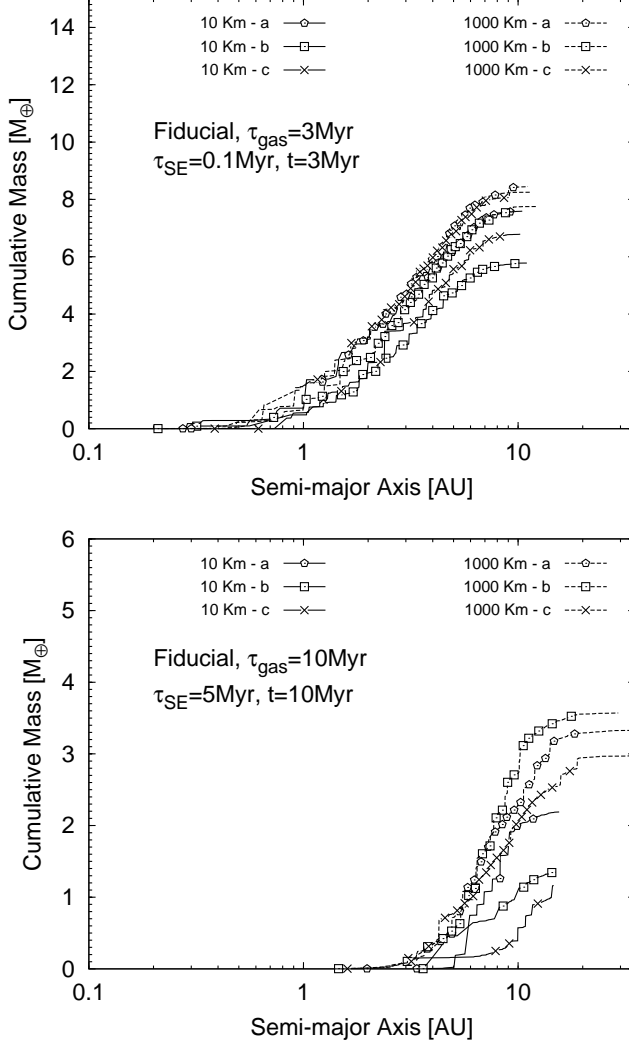 14
10 Km - a
10 Km - b
10 Km - c
1000 Km - a
1000 Km - b
1000 Km - c
12
Fiducial, τgas=3Myr
τSE=0.1Myr, t=3Myr
10
8
6
4
2
0
Cumulative Mass [M⊕]
0.1
1
10
Semi-major Axis [AU]
6
10 Km - a
10 Km - b
10 Km - c
1000 Km - a
1000 Km - b
1000 Km - c
5
Fiducial, τgas=10Myr
τSE=5Myr, t=10Myr
4
3
2
1
0
Cumulative Mass [M⊕]
0.1
1
10
Semi-major Axis [AU]